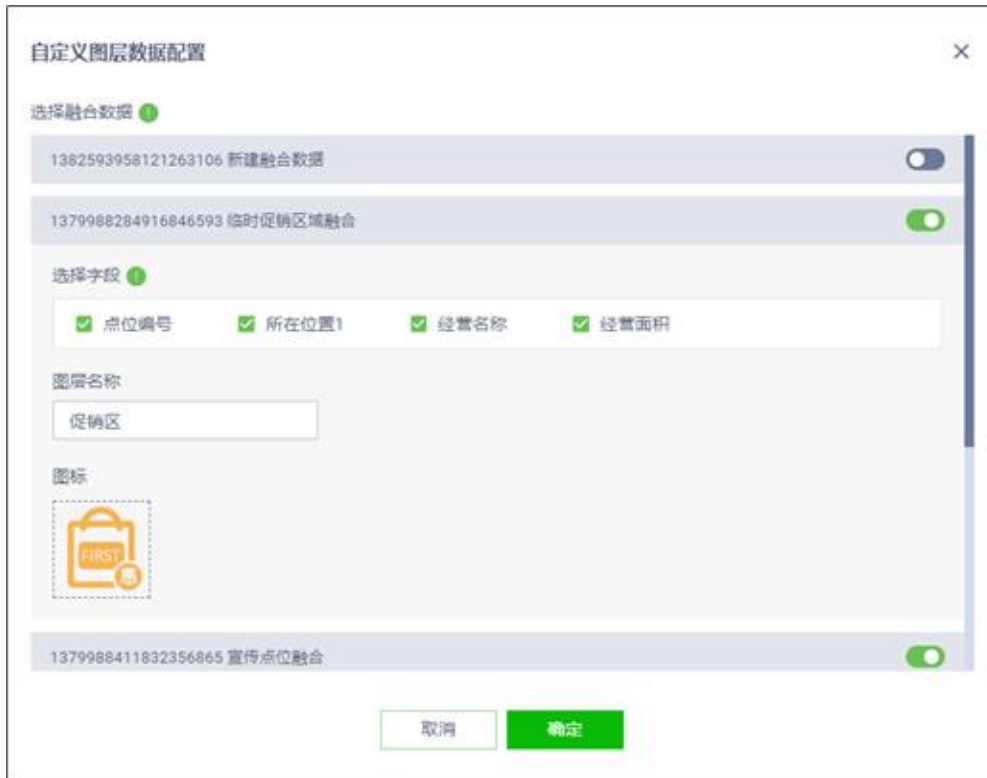 自定义图层数据配置
选择融合数据
1382593958121263106 新建融合数据
1379988284916846593 临时促销区域融合
选择字段
点位编号 所在位置1 经营名称 经营面积
图层名称
促销区
图标
FIRST
1379988411832356865 宣传点位融合
取消 确定